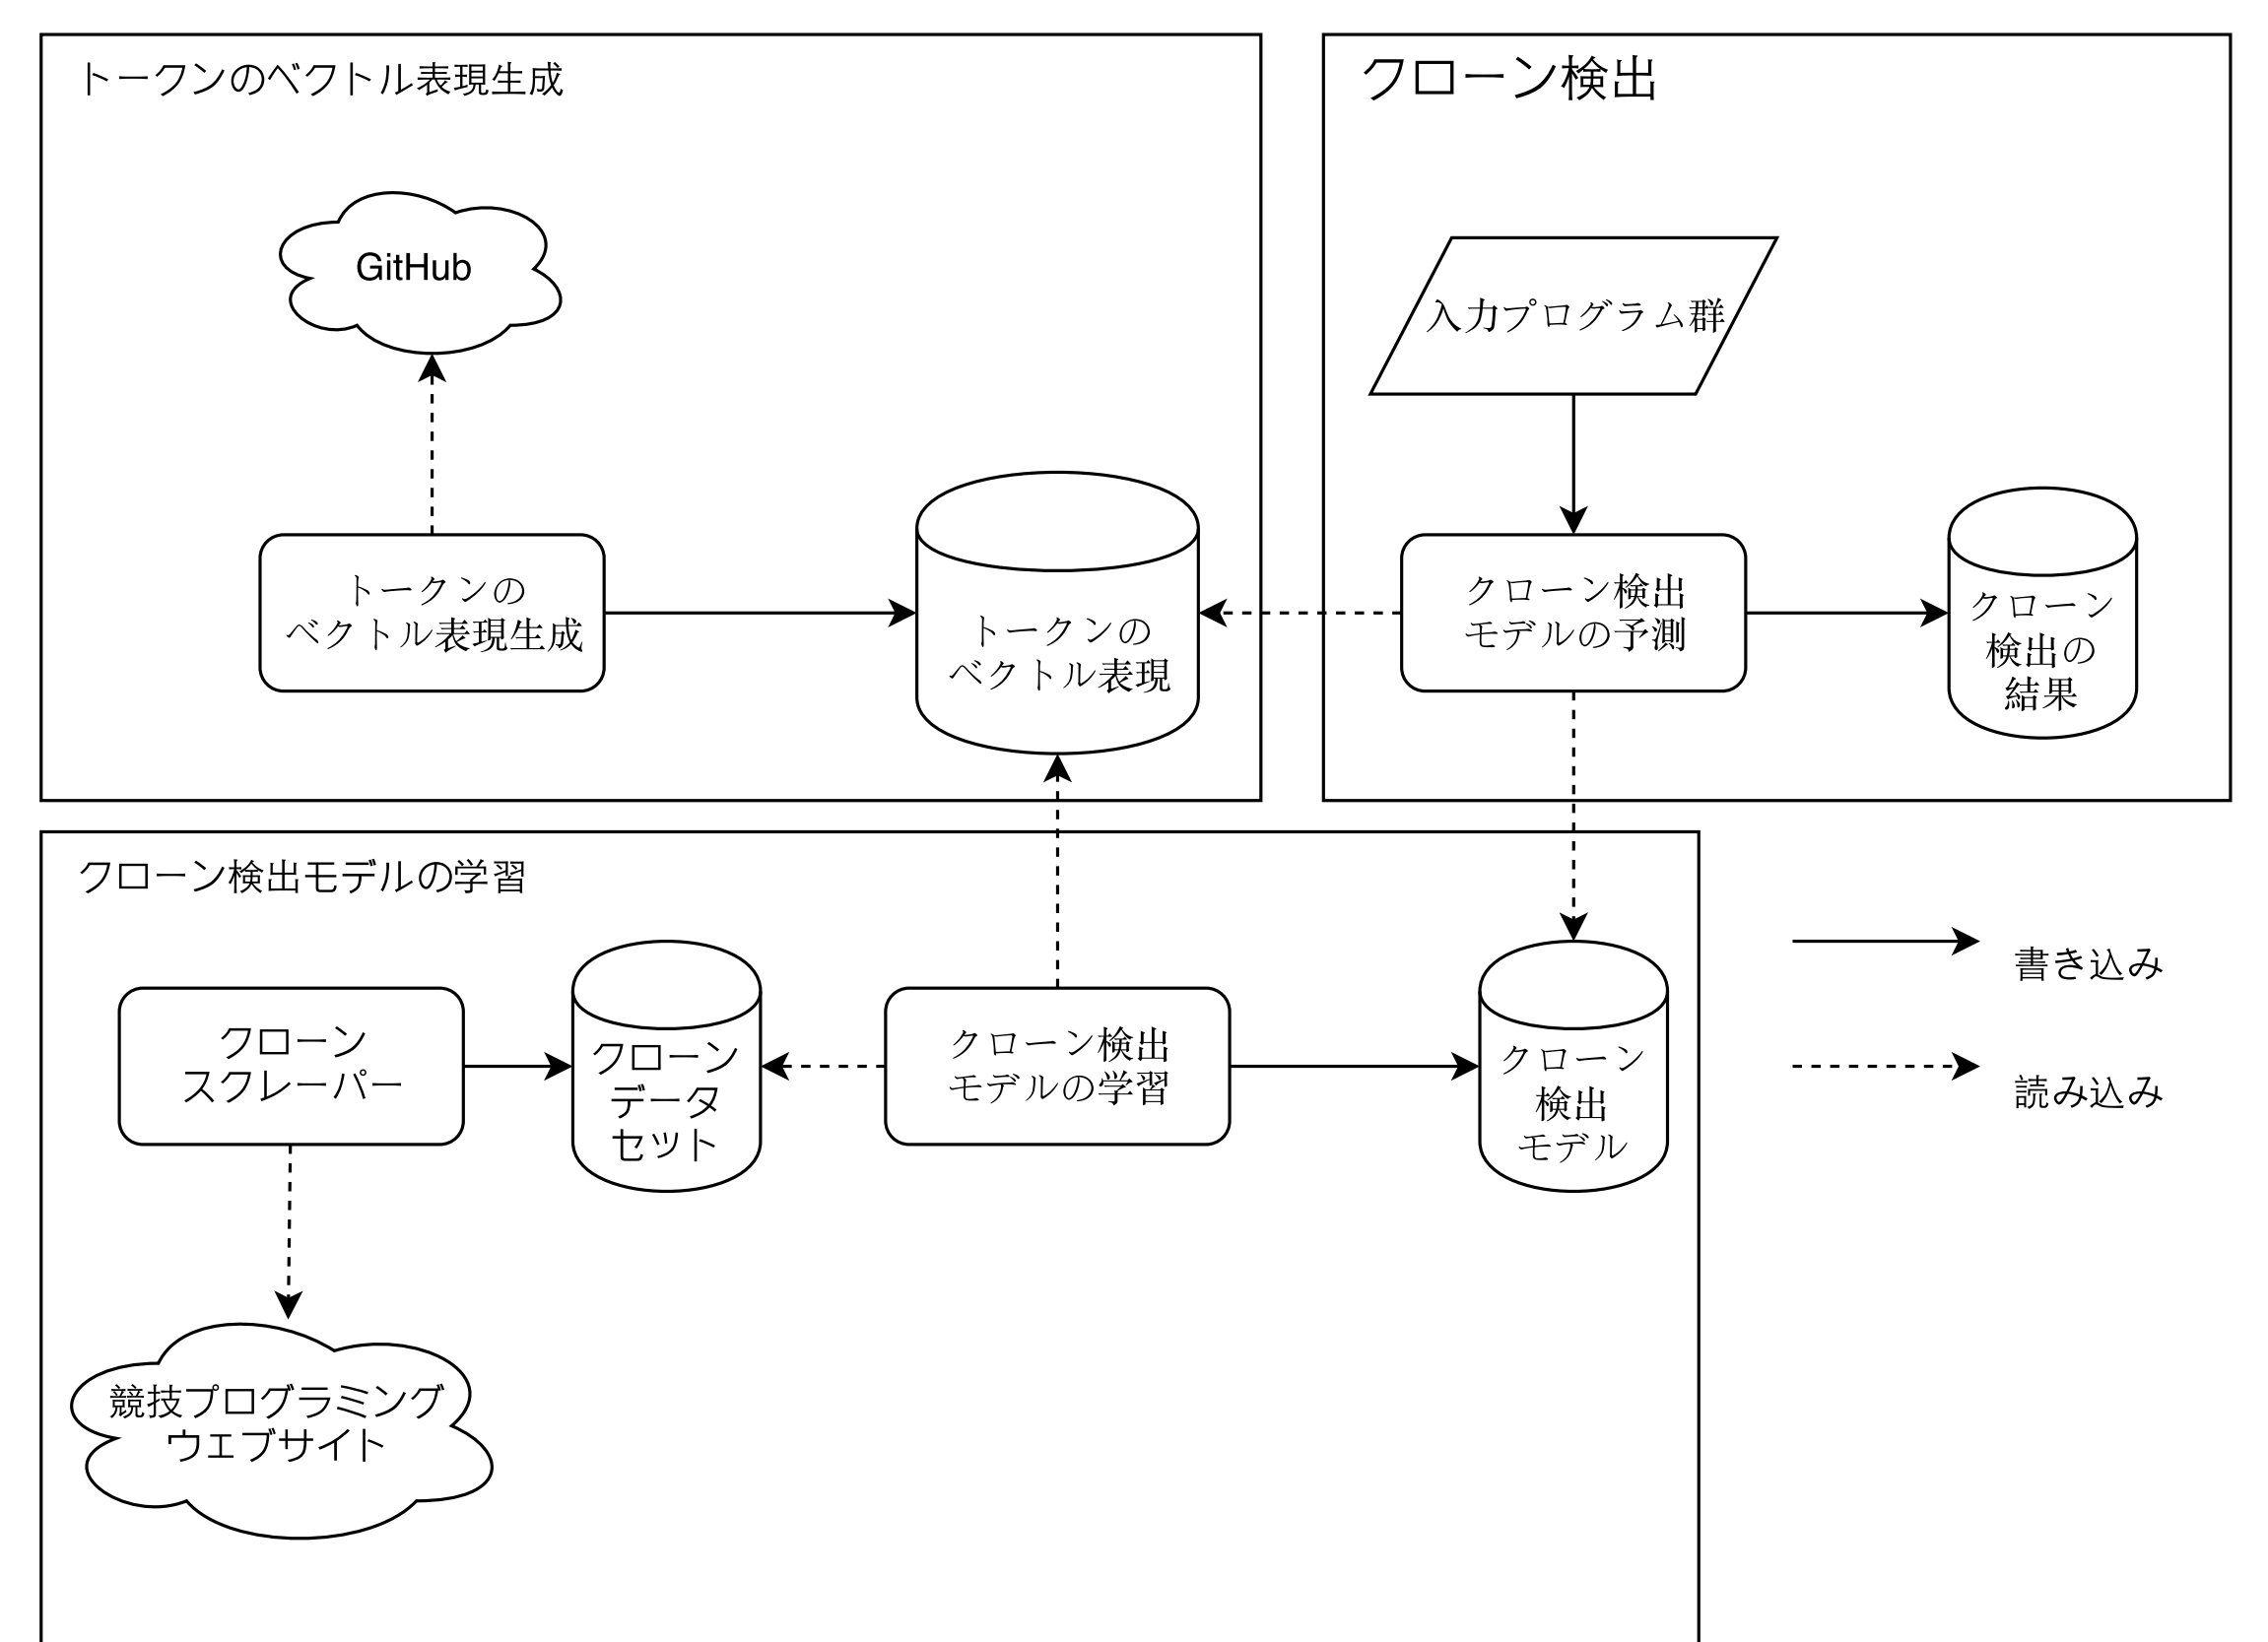 トークンのベクトル表現生成
GitHub
トークンの
ベクトル表現生成
トークンの
ベクトル表現
クローン検出
入力プログラム群
クローン検出
モデルの予測
クローン
検出の
結果
クローン検出モデルの学習
クローン
スクレーパー
クローン
データ
セット
クローン検出
モデルの学習
クローン
検出
モデル
競技プログラミング
ウェブサイト
書き込み
読み込み